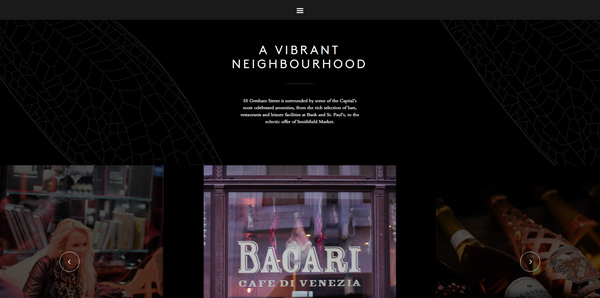 A VIBRANT
NEIGHBOURHOOD
55 Gresham Street is surrounded by some of the Capital's
most celebrated amenities, from the rich selection of bars,
restaurants and leisure facilities at Bank and St. Paul's, to the
eclectic offer of Smithfield Market.
BACARI
CAFE DI VENEZIA